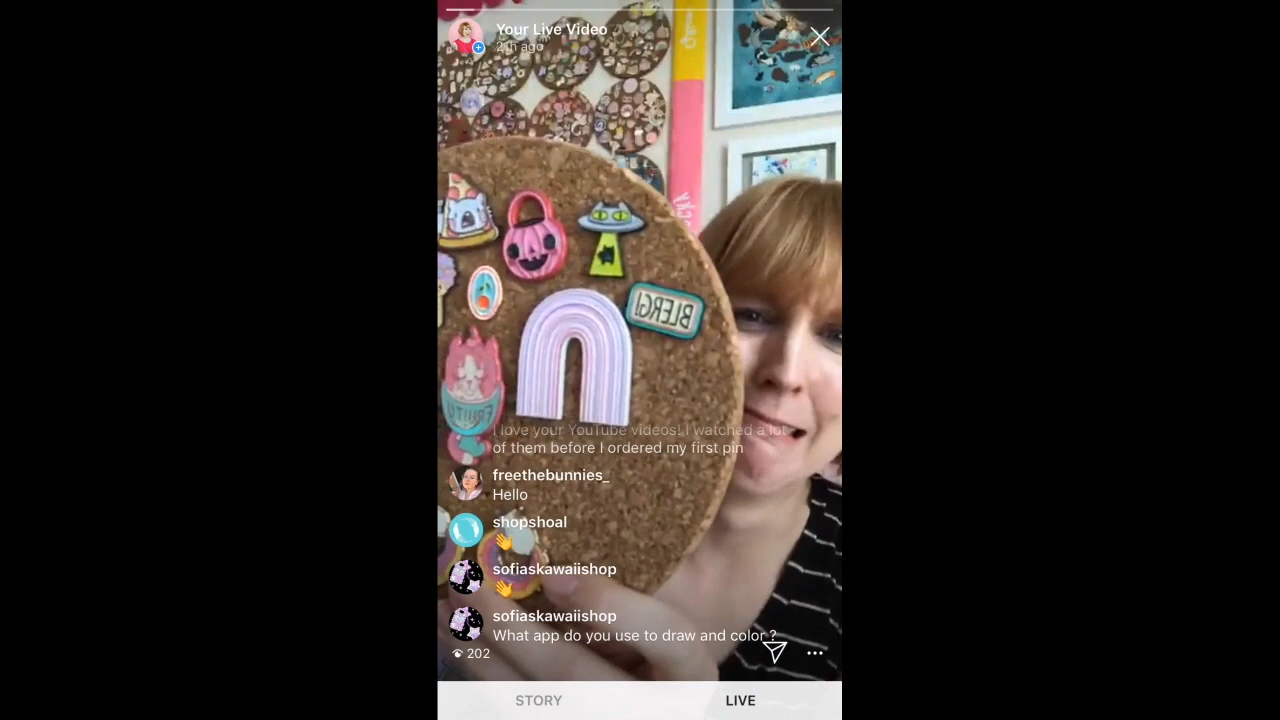 Your Live Video
21h ago
BLERG!
I love your YouTube videos! I watched a lot
of them before I ordered my first pin
freethebunnies_
Hello
shopshoal
👋
sofiaskawaiishop
👋
sofiaskawaiishop
What app do you use to draw and color ?
202
STORY
LIVE